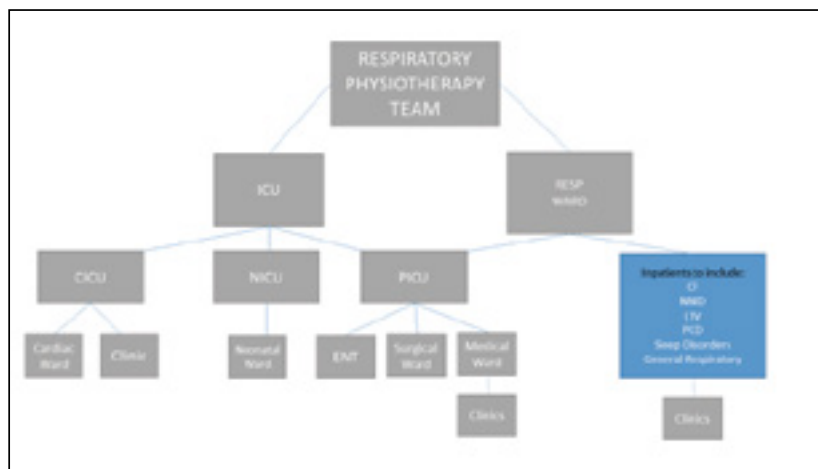 RESPIRATORY
PHYSIOTHERAPY
TEAM
ICU
RESP
WARD
CICU
NICU
PICU
Inpatients to include:
CF
LTV
PCD
Seep Disorders
General Respiratory
Cardiac
Ward
Clinic
Neonatal
Ward
ENT
Surgical
Ward
Medical
Ward
Clinics
Clinics